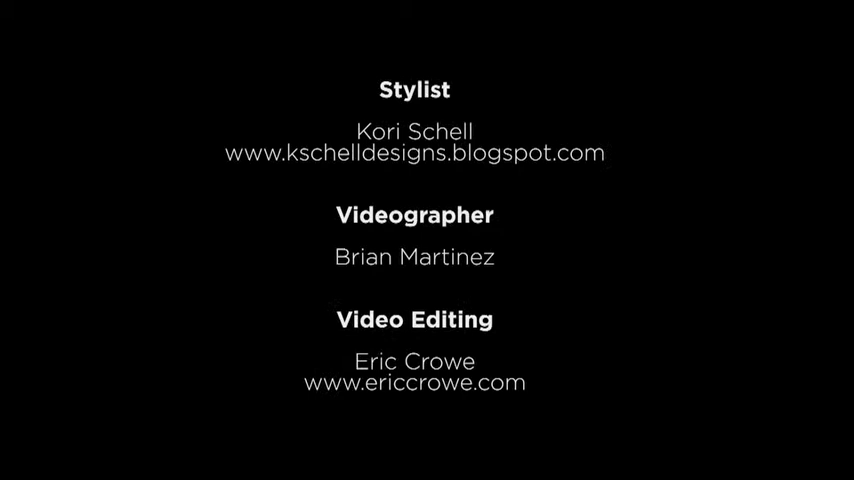 Stylist
Kori Schell
www.kschelldesigns.blogspot.com
Videographer
Brian Martinez
Video Editing
Eric Crowe
www.ericcrowe.com